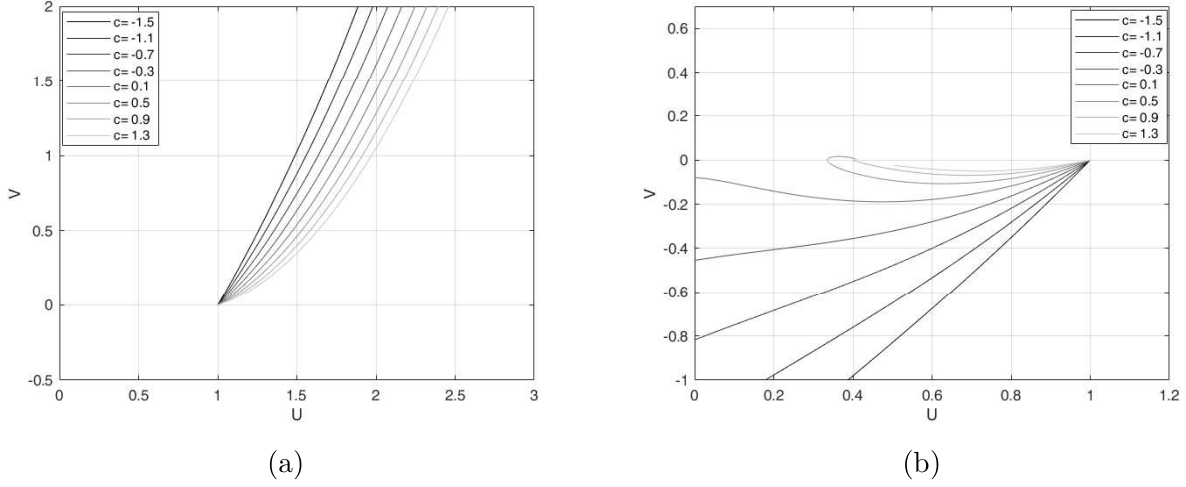 2
1.5
1
0.5
0
-0.5
V
0
0.5
1
1.5
2
2.5
3
U
c= -1.5
c= -1.1
c= -0.7
c= -0.3
c= 0.1
c= 0.5
c= 0.9
c= 1.3
(a)
0.6
0.4
0.2
0
-0.2
-0.4
-0.6
-0.8
-1
V
0
0.2
0.4
0.6
0.8
1
1.2
U
c= -1.5
c= -1.1
c= -0.7
c= -0.3
c= 0.1
c= 0.5
c= 0.9
c= 1.3
(b)